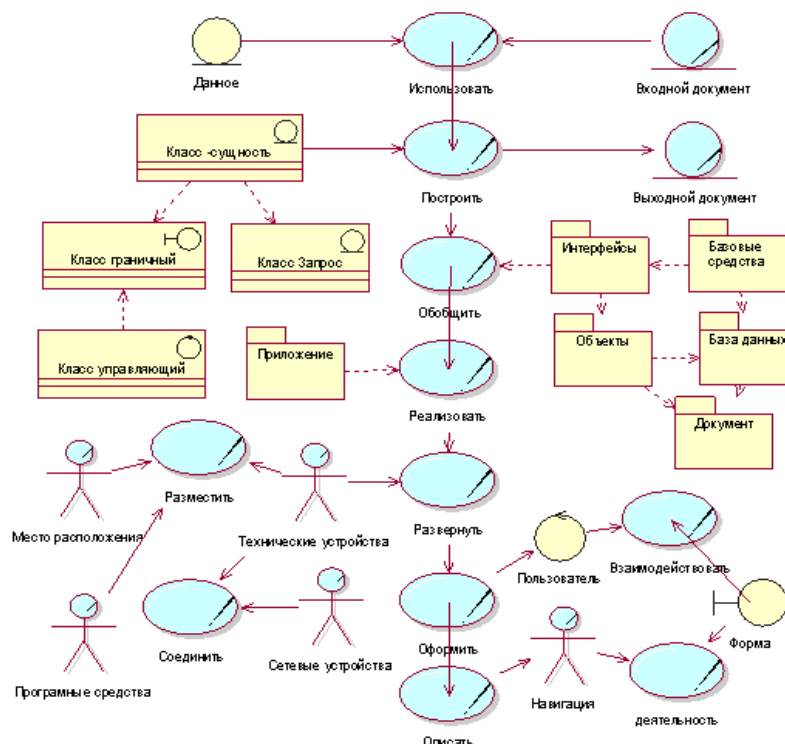 Данное
Использовать
Входной документ
Класс -сущность
Построить
Выходной документ
Класс граничный
Класс Запрос
Интерфейсы
Базовые
средства
Обобщить
Класс управляющий
Приложение
Объекты
База данных
Реализовать
Документ
Место расположения
Разместить
Технические устройства
Развернуть
Пользователь
Взаимодействовать
Програмные средства
Соединить
Сетевые устройства
Оформить
Навигация
Форма
деятельность
Описать